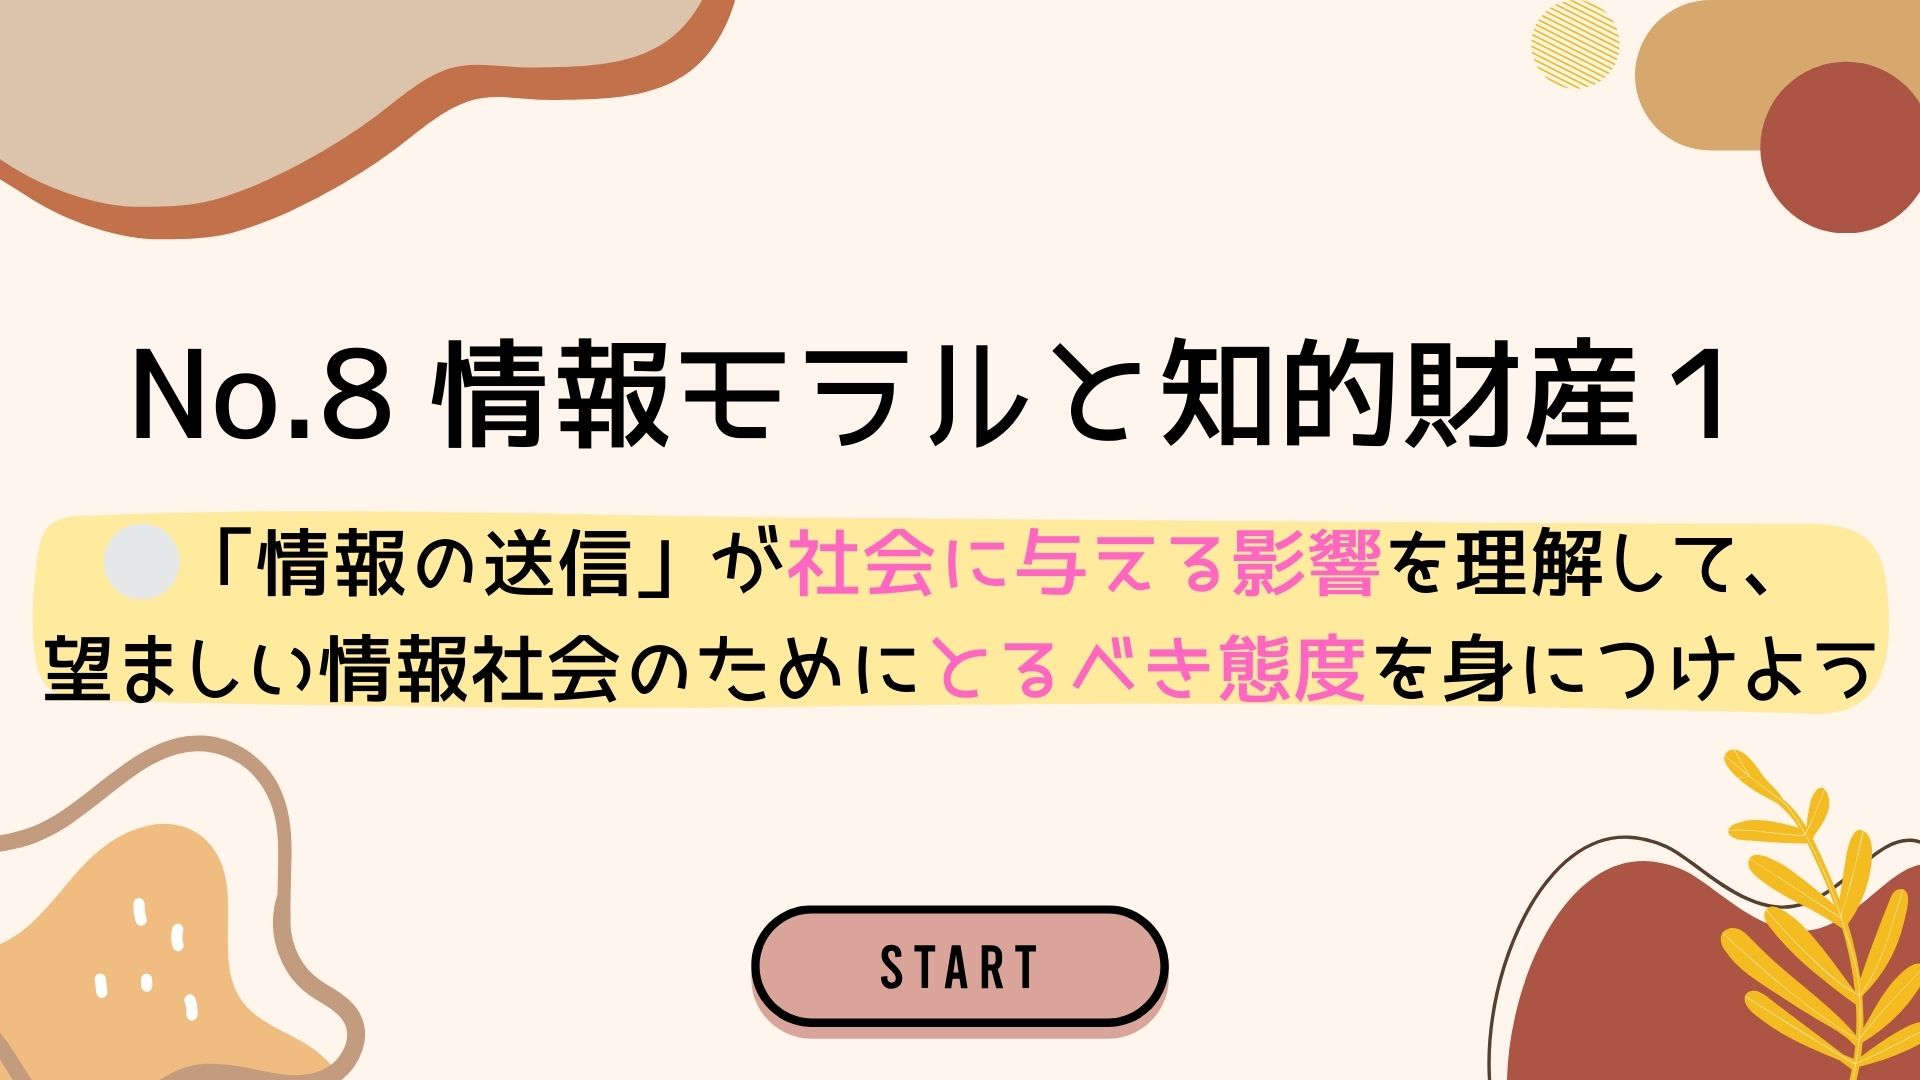 No.8 情報モラルと知的財産１
「情報の送信」が社会に与える影響を理解して、
望ましい情報社会のためにとるべき態度を身につけよう
START